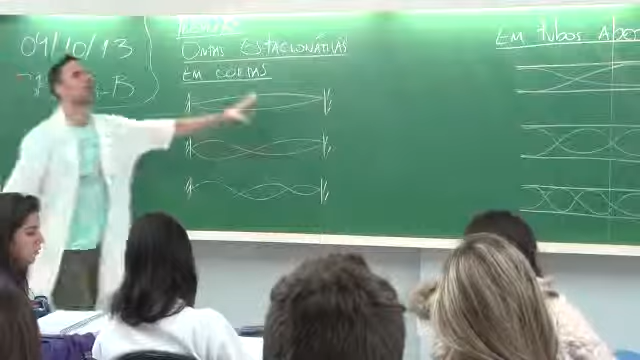 04/10/13
ONDAS ESTACIONÁRIAS
EM CORDAS
EM TUBOS